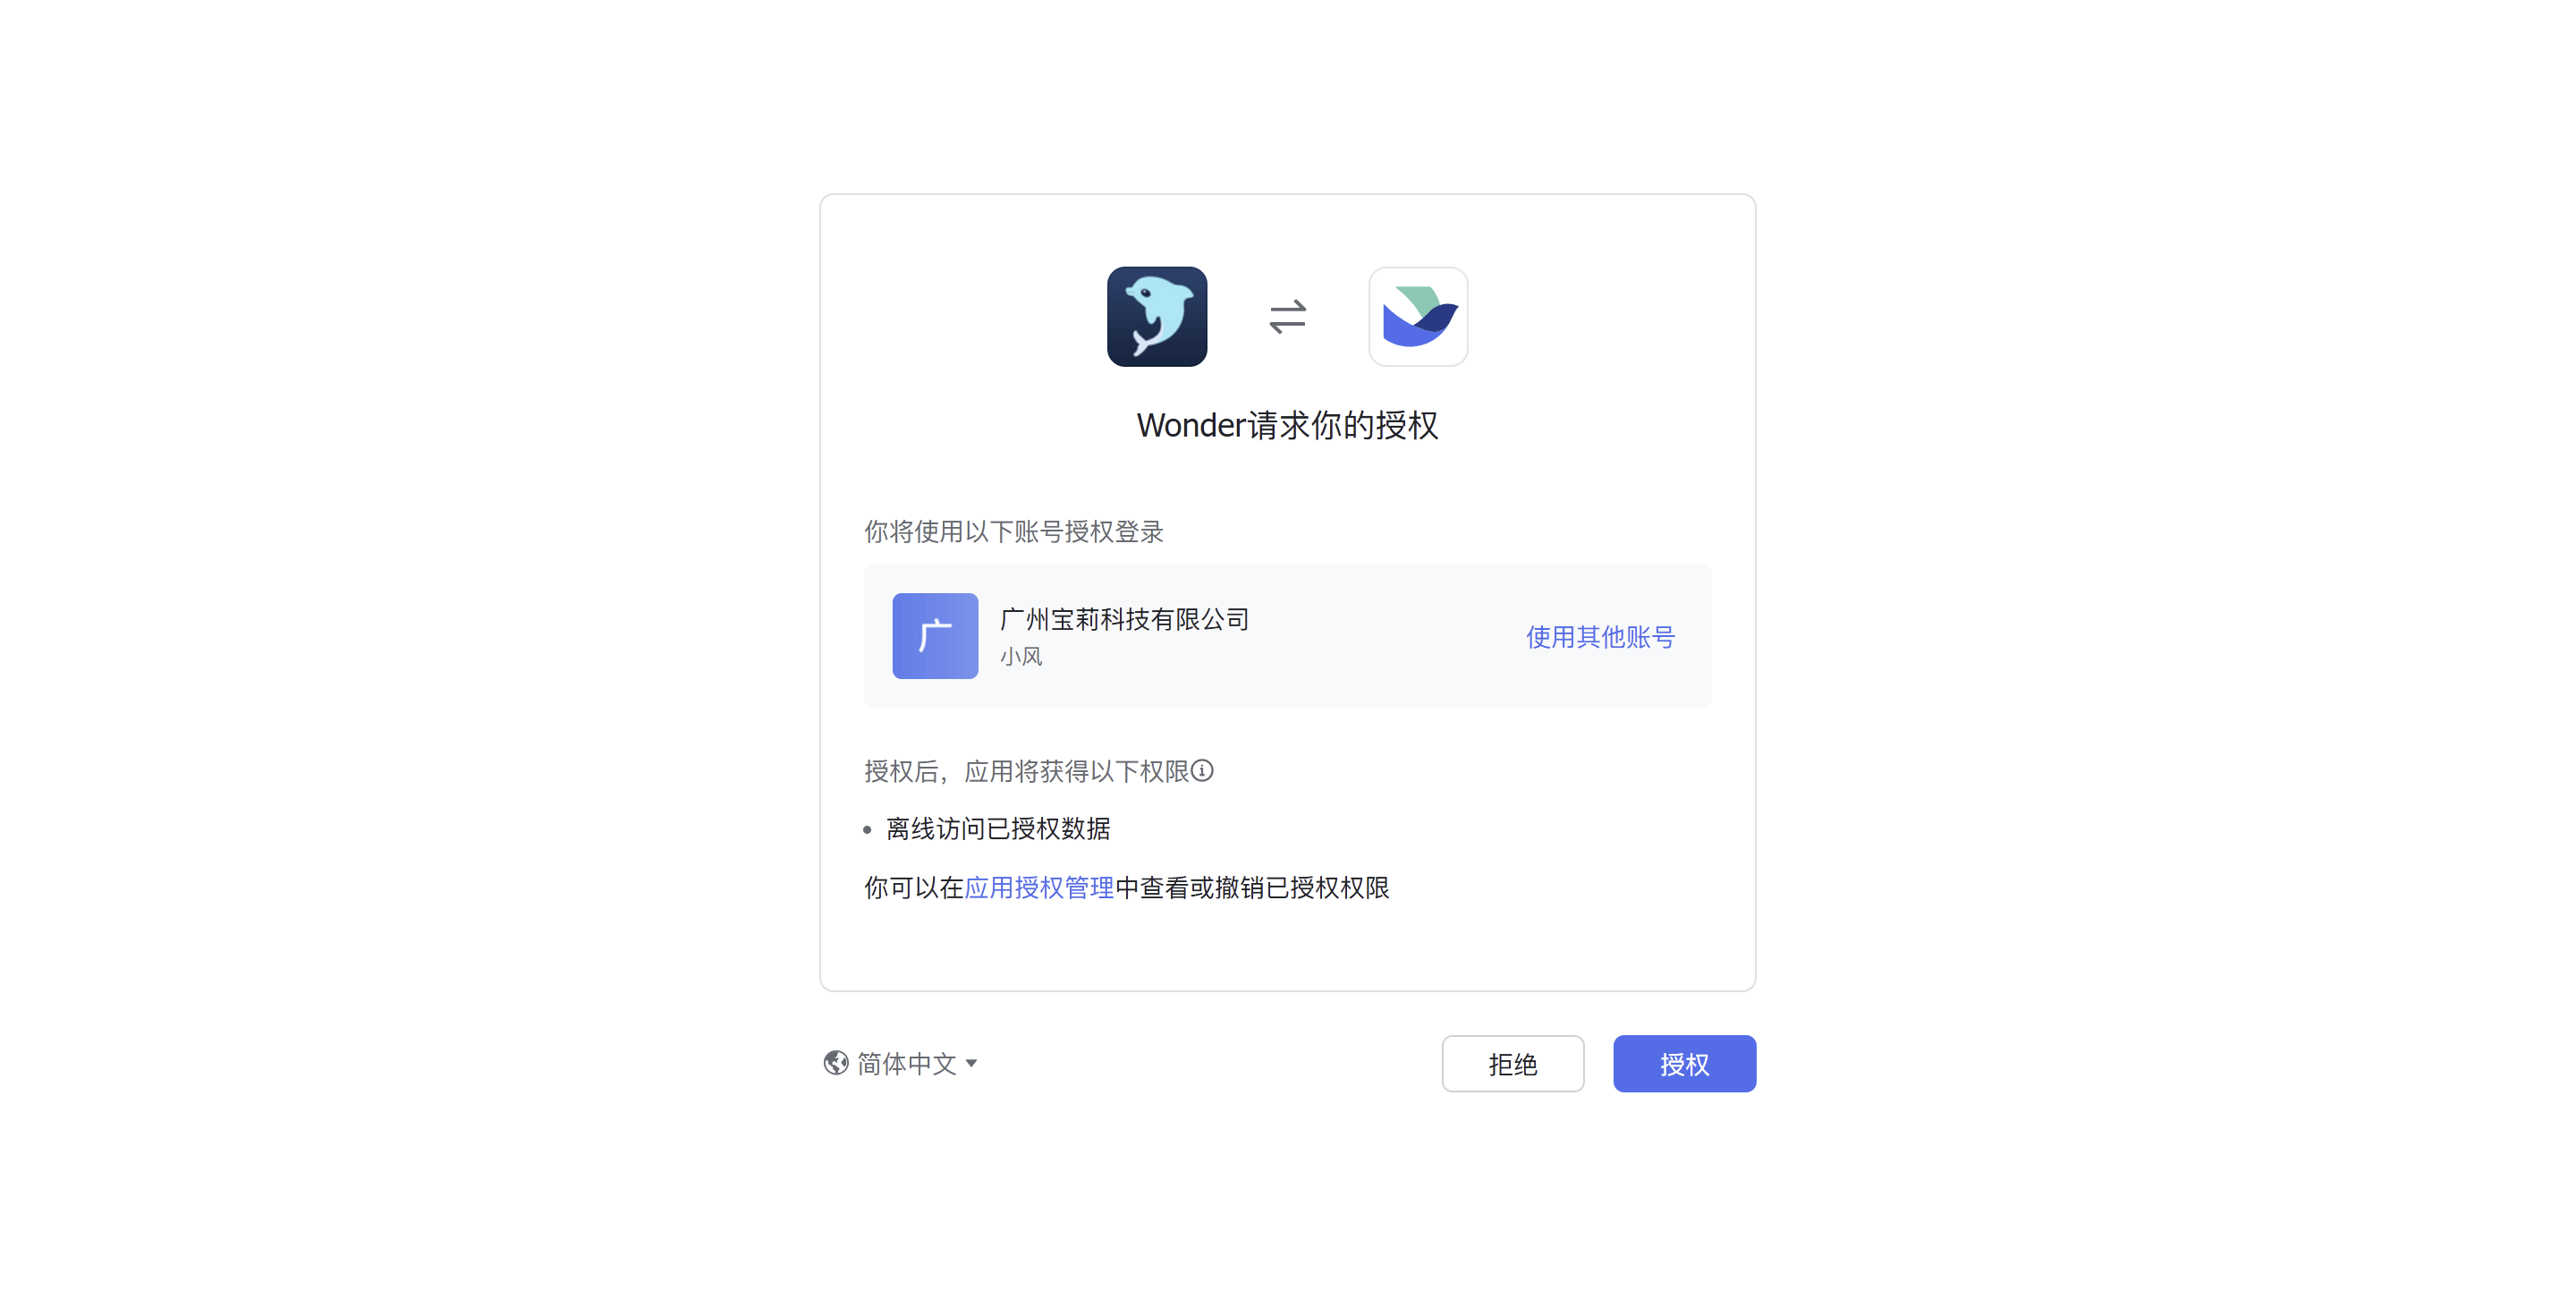 Wonder请求你的授权
你将使用以下账号授权登录
广
广州宝莉科技有限公司
小风
使用其他账号
授权后，应用将获得以下权限
离线访问已授权数据
你可以在应用授权管理中查看或撤销已授权权限
简体中文
拒绝
授权